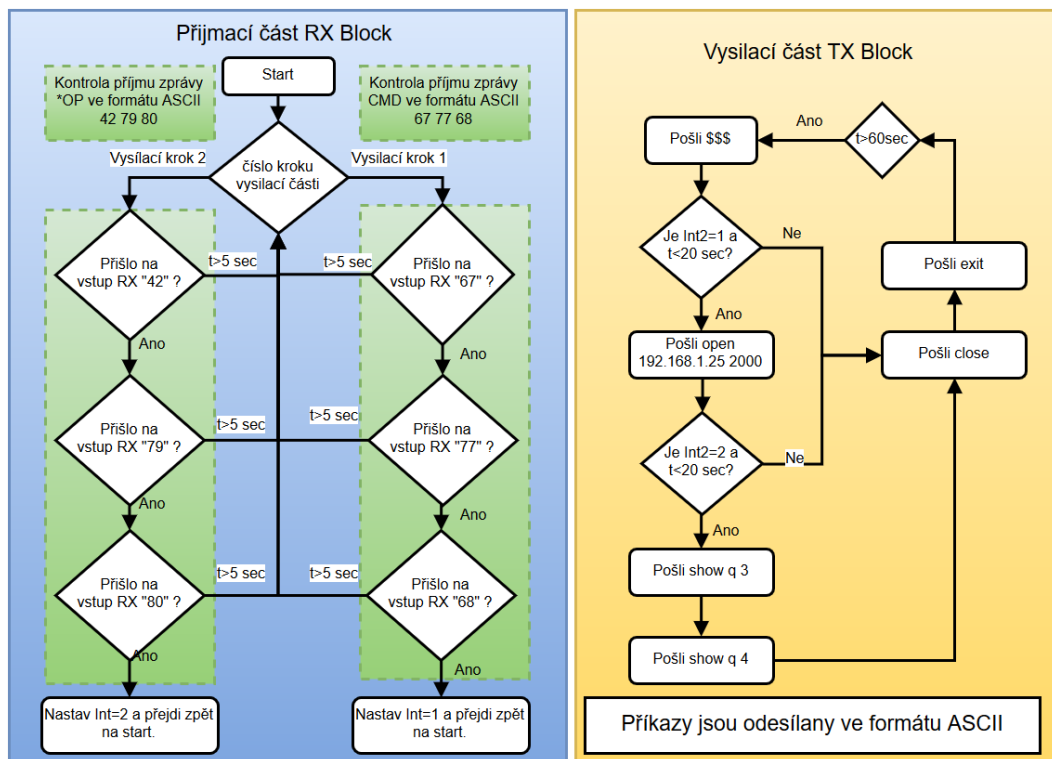 Přijmací část RX Block
Kontrola příjmu zprávy
*OP ve formátu ASCII
42 79 80
Start
Kontrola příjmu zprávy
CMD ve formátu ASCII
67 77 68
Vysílací krok 2
číslo kroku
vysilací části
Vysilací krok 1
Přišlo na
vstup RX "42" ?
t>5 sec
t>5 sec
Přišlo na
vstup RX "67" ?
Ano
Ano
Přišlo na
vstup RX "79" ?
t>5 sec
t>5 sec
Přišlo na
vstup RX "77" ?
Ano
Ano
Přišlo na
vstup RX "80" ?
t>5 sec
t>5 sec
Přišlo na
vstup RX "68" ?
Ano
Ano
Nastav Int=2 a přejdi zpět
na start.
Nastav Int=1 a přejdi zpět
na start.
Vysilací část TX Block
Pošli $$$
Ano
t>60sec
Je Int2=1 a
t<20 sec?
Ne
Pošli exit
Ano
Pošli open
192.168.1.25 2000
Pošli close
Je Int2=2 a
t<20 sec?
Ne
Ano
Pošli show q 3
Pošli show q 4
Příkazy jsou odesílany ve formátu ASCII